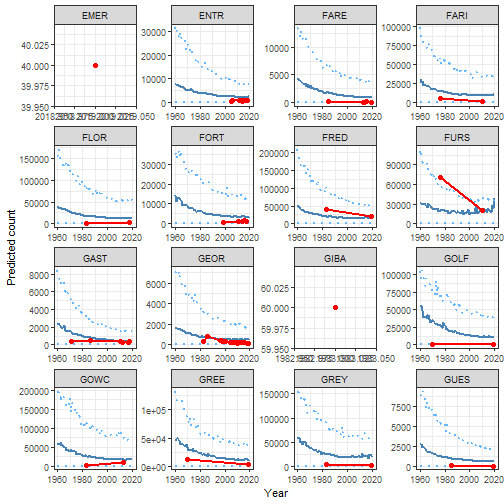 EMER ENTR FARE FARI
40.025
40.000
39.975
39.950
30000
20000
10000
0
10000
5000
0
100000
75000
50000
25000
0
1960 1980 2000 2020
1960 1980 2000 2020
1960 1980 2000 2020
FLOR FORT FRED FURS
150000
100000
50000
0
30000
20000
10000
0
200000
150000
100000
50000
0
90000
60000
30000
0
1960 1980 2000 2020
1960 1980 2000 2020
1960 1980 2000 2020
1960 1980 2000 2020
GAST GEOR GIBA GOLF
8000
6000
4000
2000
0
6000
4000
2000
0
60.025
60.000
59.975
59.950
100000
75000
50000
25000
0
1960 1980 2000 2020
1960 1980 2000 2020
1960 1980 2000 2020
GOWC GREE GREY GUES
200000
150000
100000
50000
0
1e+05
5e+04
0e+00
150000
100000
50000
0
7500
5000
2500
0
1960 1980 2000 2020
1960 1980 2000 2020
1960 1980 2000 2020
1960 1980 2000 2020
Predicted count
Year